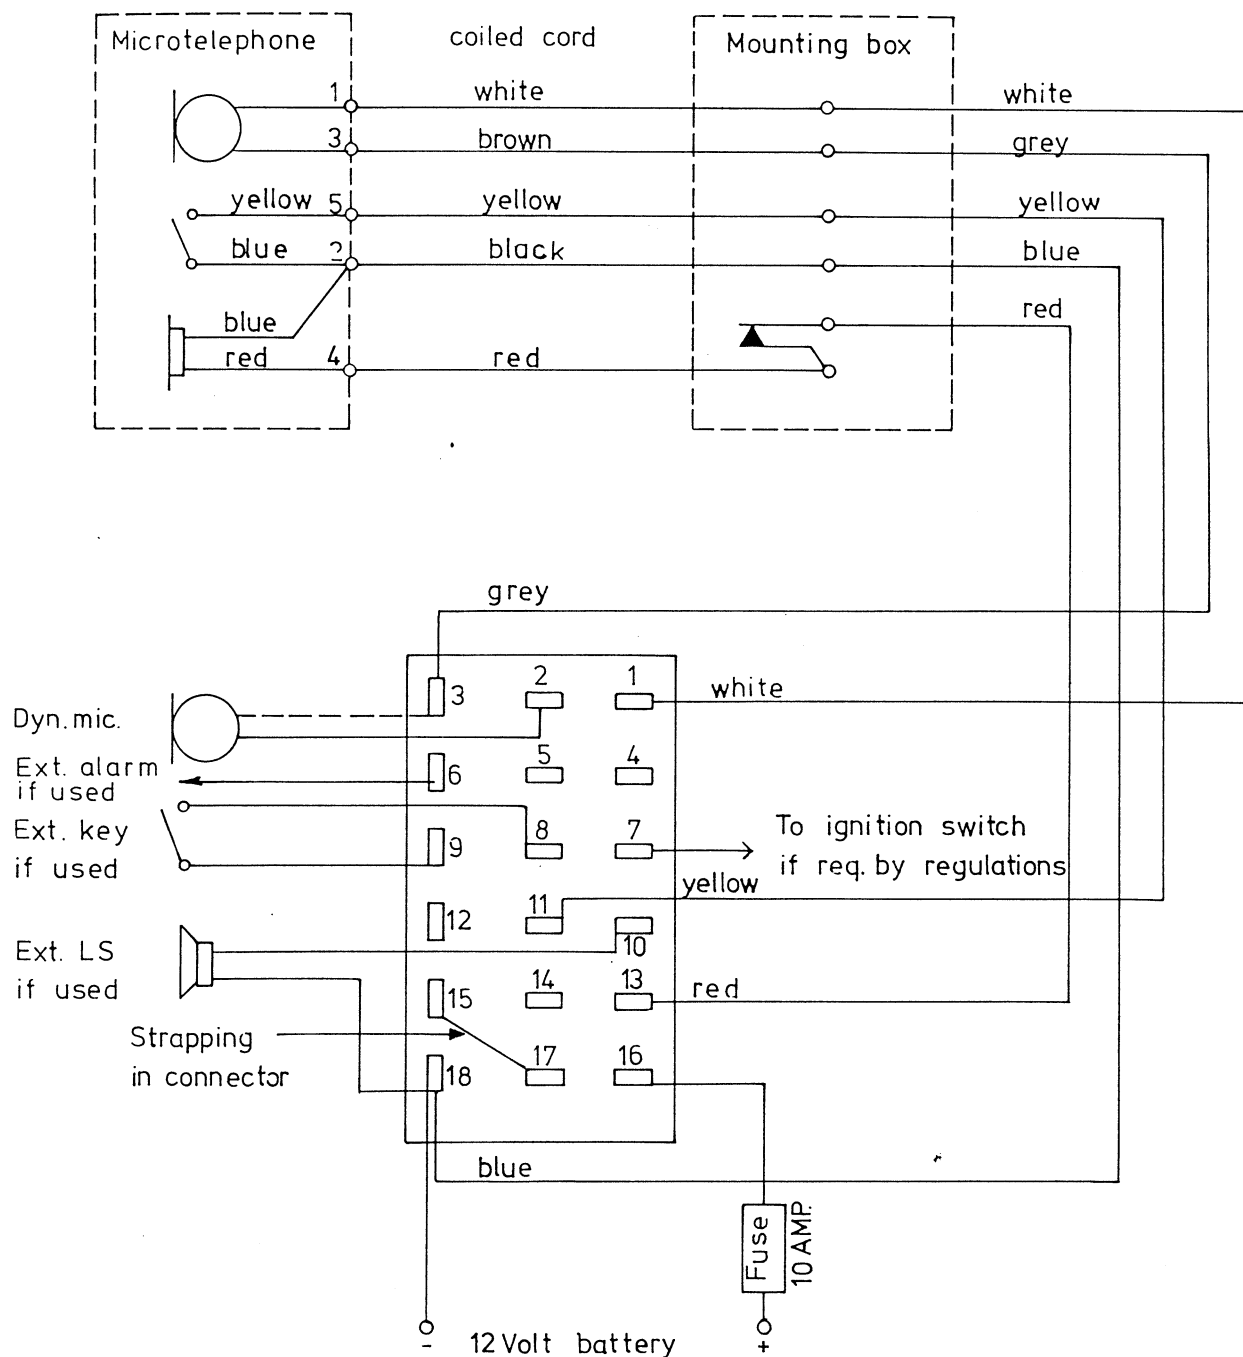 Microtelephone
coiled cord
Mounting box
1
white
white
3
brown
grey
yellow
5
yellow
yellow
blue
2
black
blue
blue
red
red
4
red
grey
3
2
1
white
Dyn. mic.
Ext. alarm
if used
6
5
4
Ext. key
if used
9
8
7
To ignition switch
if req. by regulations
yellow
12
11
10
Ext. LS
if used
15
14
13
red
Strapping
in connector
18
17
16
blue
Fuse
10 AMP.
-
12 Volt battery
+